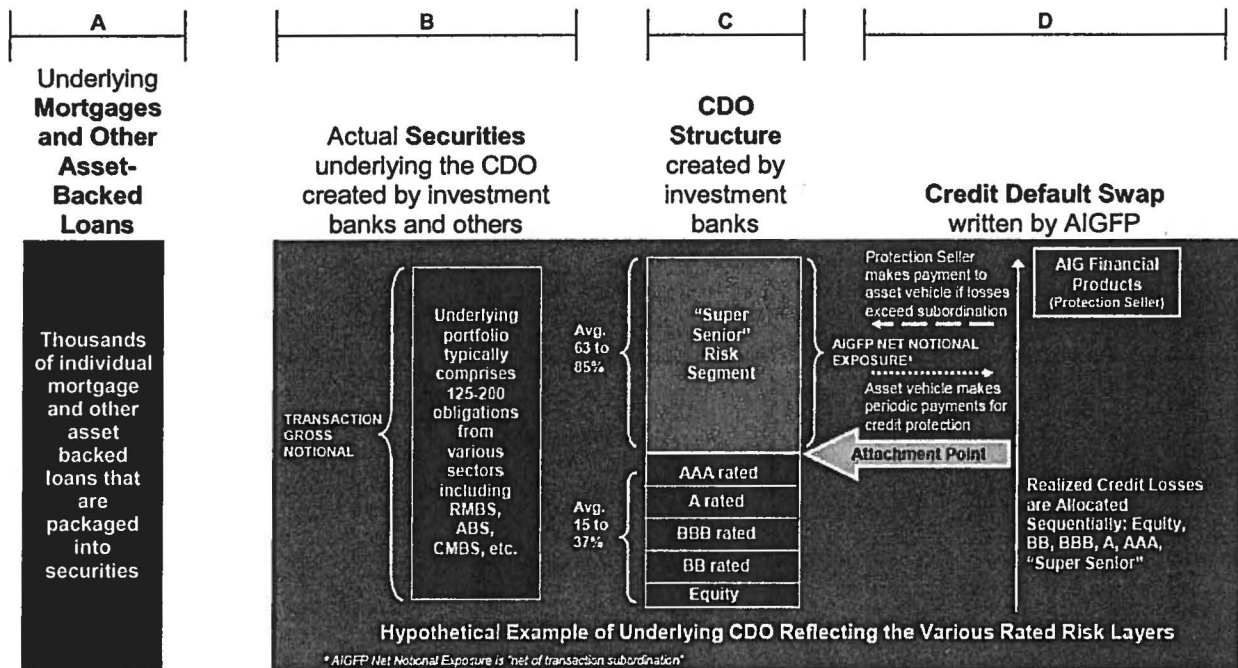 A
B
C
D
Underlying
Mortgages
and Other
Asset-
Backed
Loans
Actual Securities
underlying the CDO
created by investment
banks and others
CDO
Structure
created by
investment
banks
Credit Default Swap
written by AIGFP
Thousands
of individual
mortgage
and other
asset
backed
loans that
are
packaged
into
securities
TRANSACTION
GROSS
NOTIONAL
Underlying
portfolio
typically
comprises
125-200
obligations
from
various
sectors
including
RMBS,
ABS,
CMBS, etc.
Avg.
63 to
85%
Avg.
15 to
37%
"Super
Senior"
Risk
Segment
AAA rated
A rated
BBB rated
BB rated
Equity
Protection Seller
makes payment to
asset vehicle if losses
exceed subordination
AIGFP NET NOTIONAL
EXPOSURE*
Asset vehicle makes
periodic payments for
credit protection
Attachment Point
AIG Financial
Products
(Protection Seller)
Realized Credit Losses
are Allocated
Sequentially: Equity,
BB, BBB, A, AAA,
"Super Senior"
Hypothetical Example of Underlying CDO Reflecting the Various Rated Risk Layers
* AIGFP Net Notional Exposure is "net of transaction subordination"